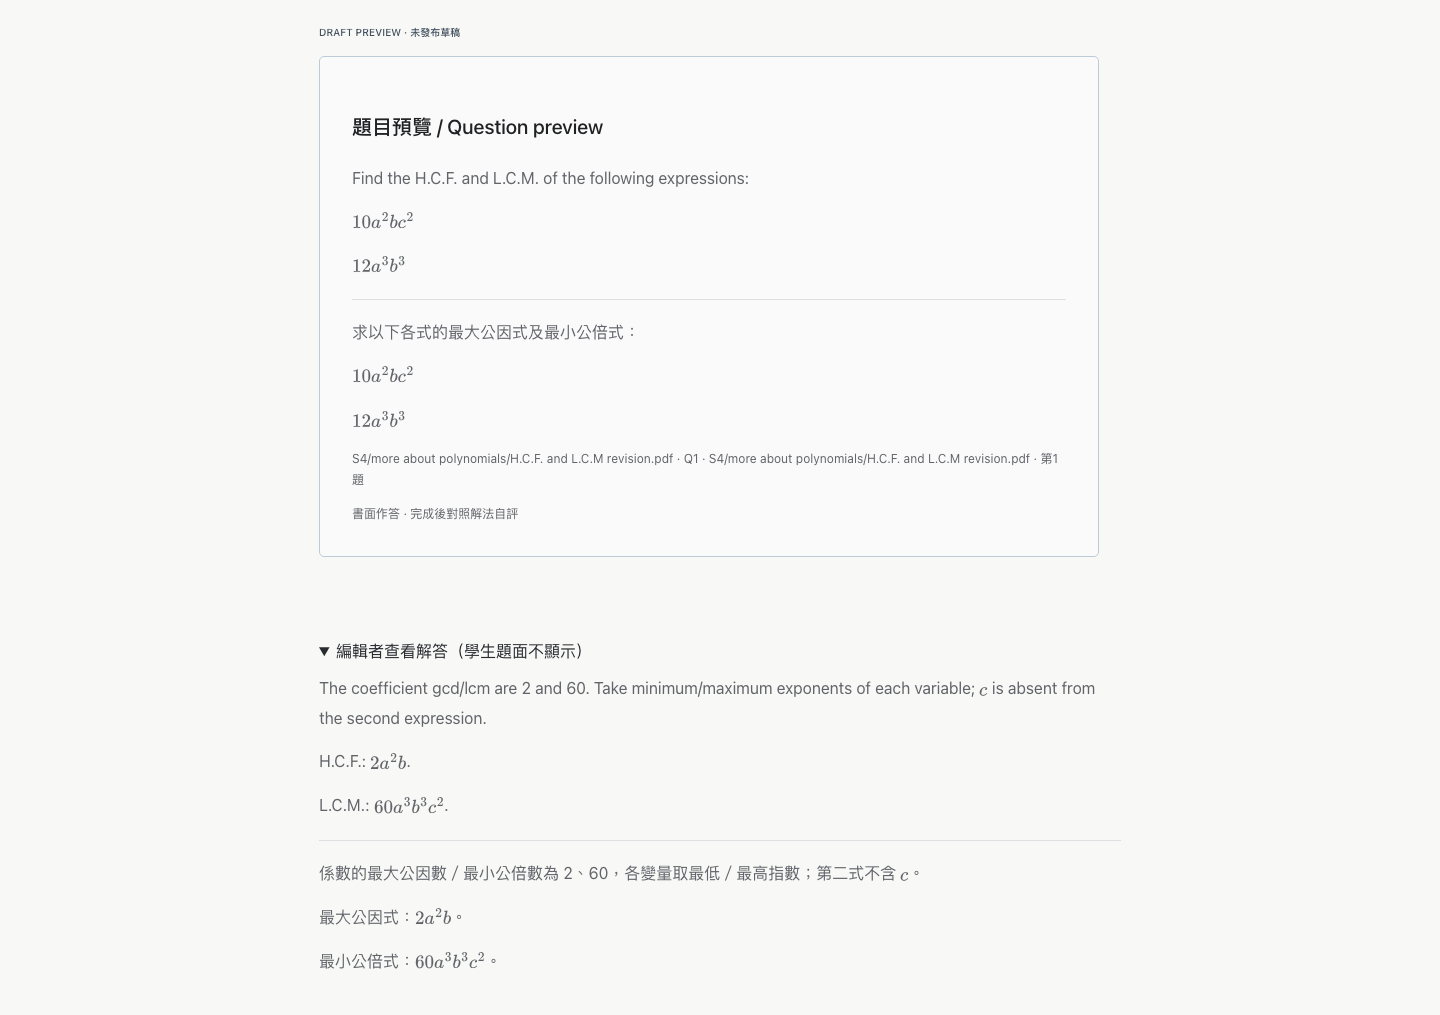 DRAFT PREVIEW · 未發布草稿
題目預覽 / Question preview
Find the H.C.F. and L.C.M. of the following expressions:
10a²bc²
12a³b³
求以下各式的最大公因式及最小公倍式：
10a²bc²
12a³b³
S4/more about polynomials/H.C.F. and L.C.M revision.pdf · Q1 · S4/more about polynomials/H.C.F. and L.C.M revision.pdf · 第1
題
書面作答 · 完成後對照解法自評
▼ 編輯者查看解答（學生題面不顯示）
The coefficient gcd/lcm are 2 and 60. Take minimum/maximum exponents of each variable; c is absent from
the second expression.
H.C.F.: 2a²b.
L.C.M.: 60a³b³c².
係數的最大公因數 / 最小公倍數為 2、60，各變量取最低 / 最高指數；第二式不含 c。
最大公因式：2a²b。
最小公倍式：60a³b³c²。